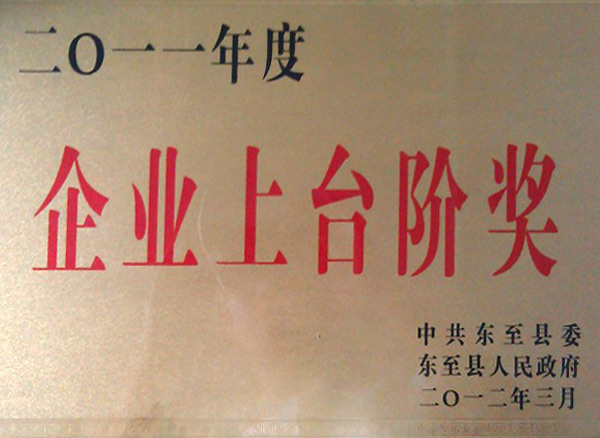 二〇一一年度
企业上台阶奖
中共东至县委
东至县人民政府
二〇一二年三月